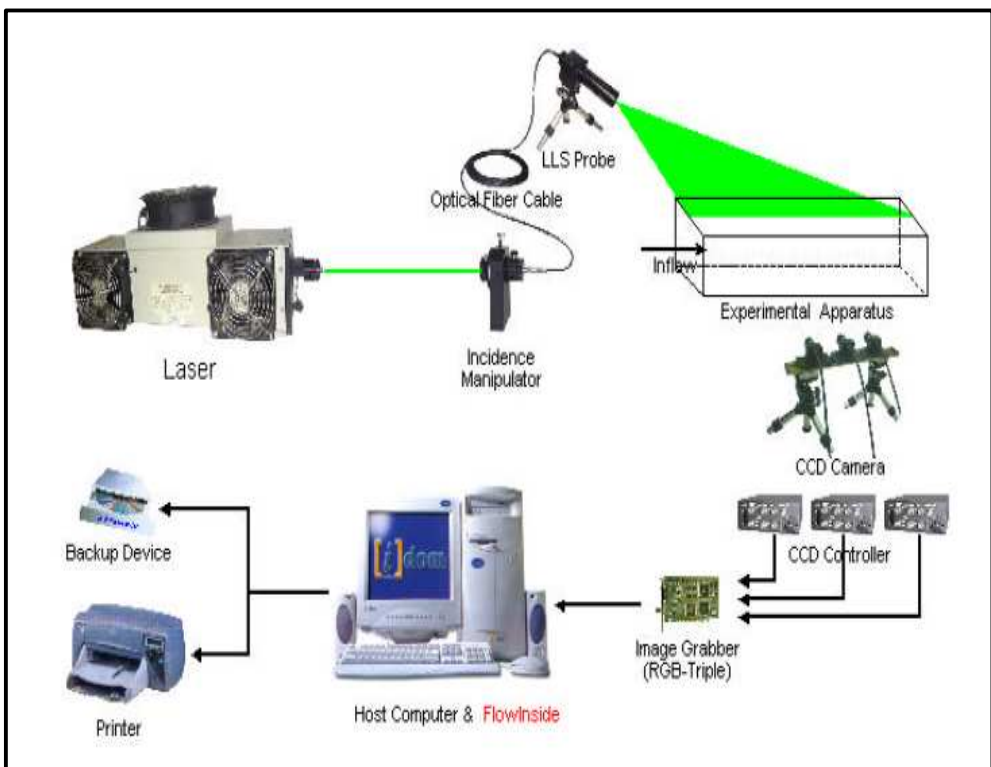 LLS Probe
Optical Fiber Cable
Inflow
Experimental Apparatus
Laser
Incidence
Manipulator
CCD Camera
Backup Device
CCD Controller
[i]dom
Image Grabber
(RGB-Triple)
Printer
Host Computer & FlowInside